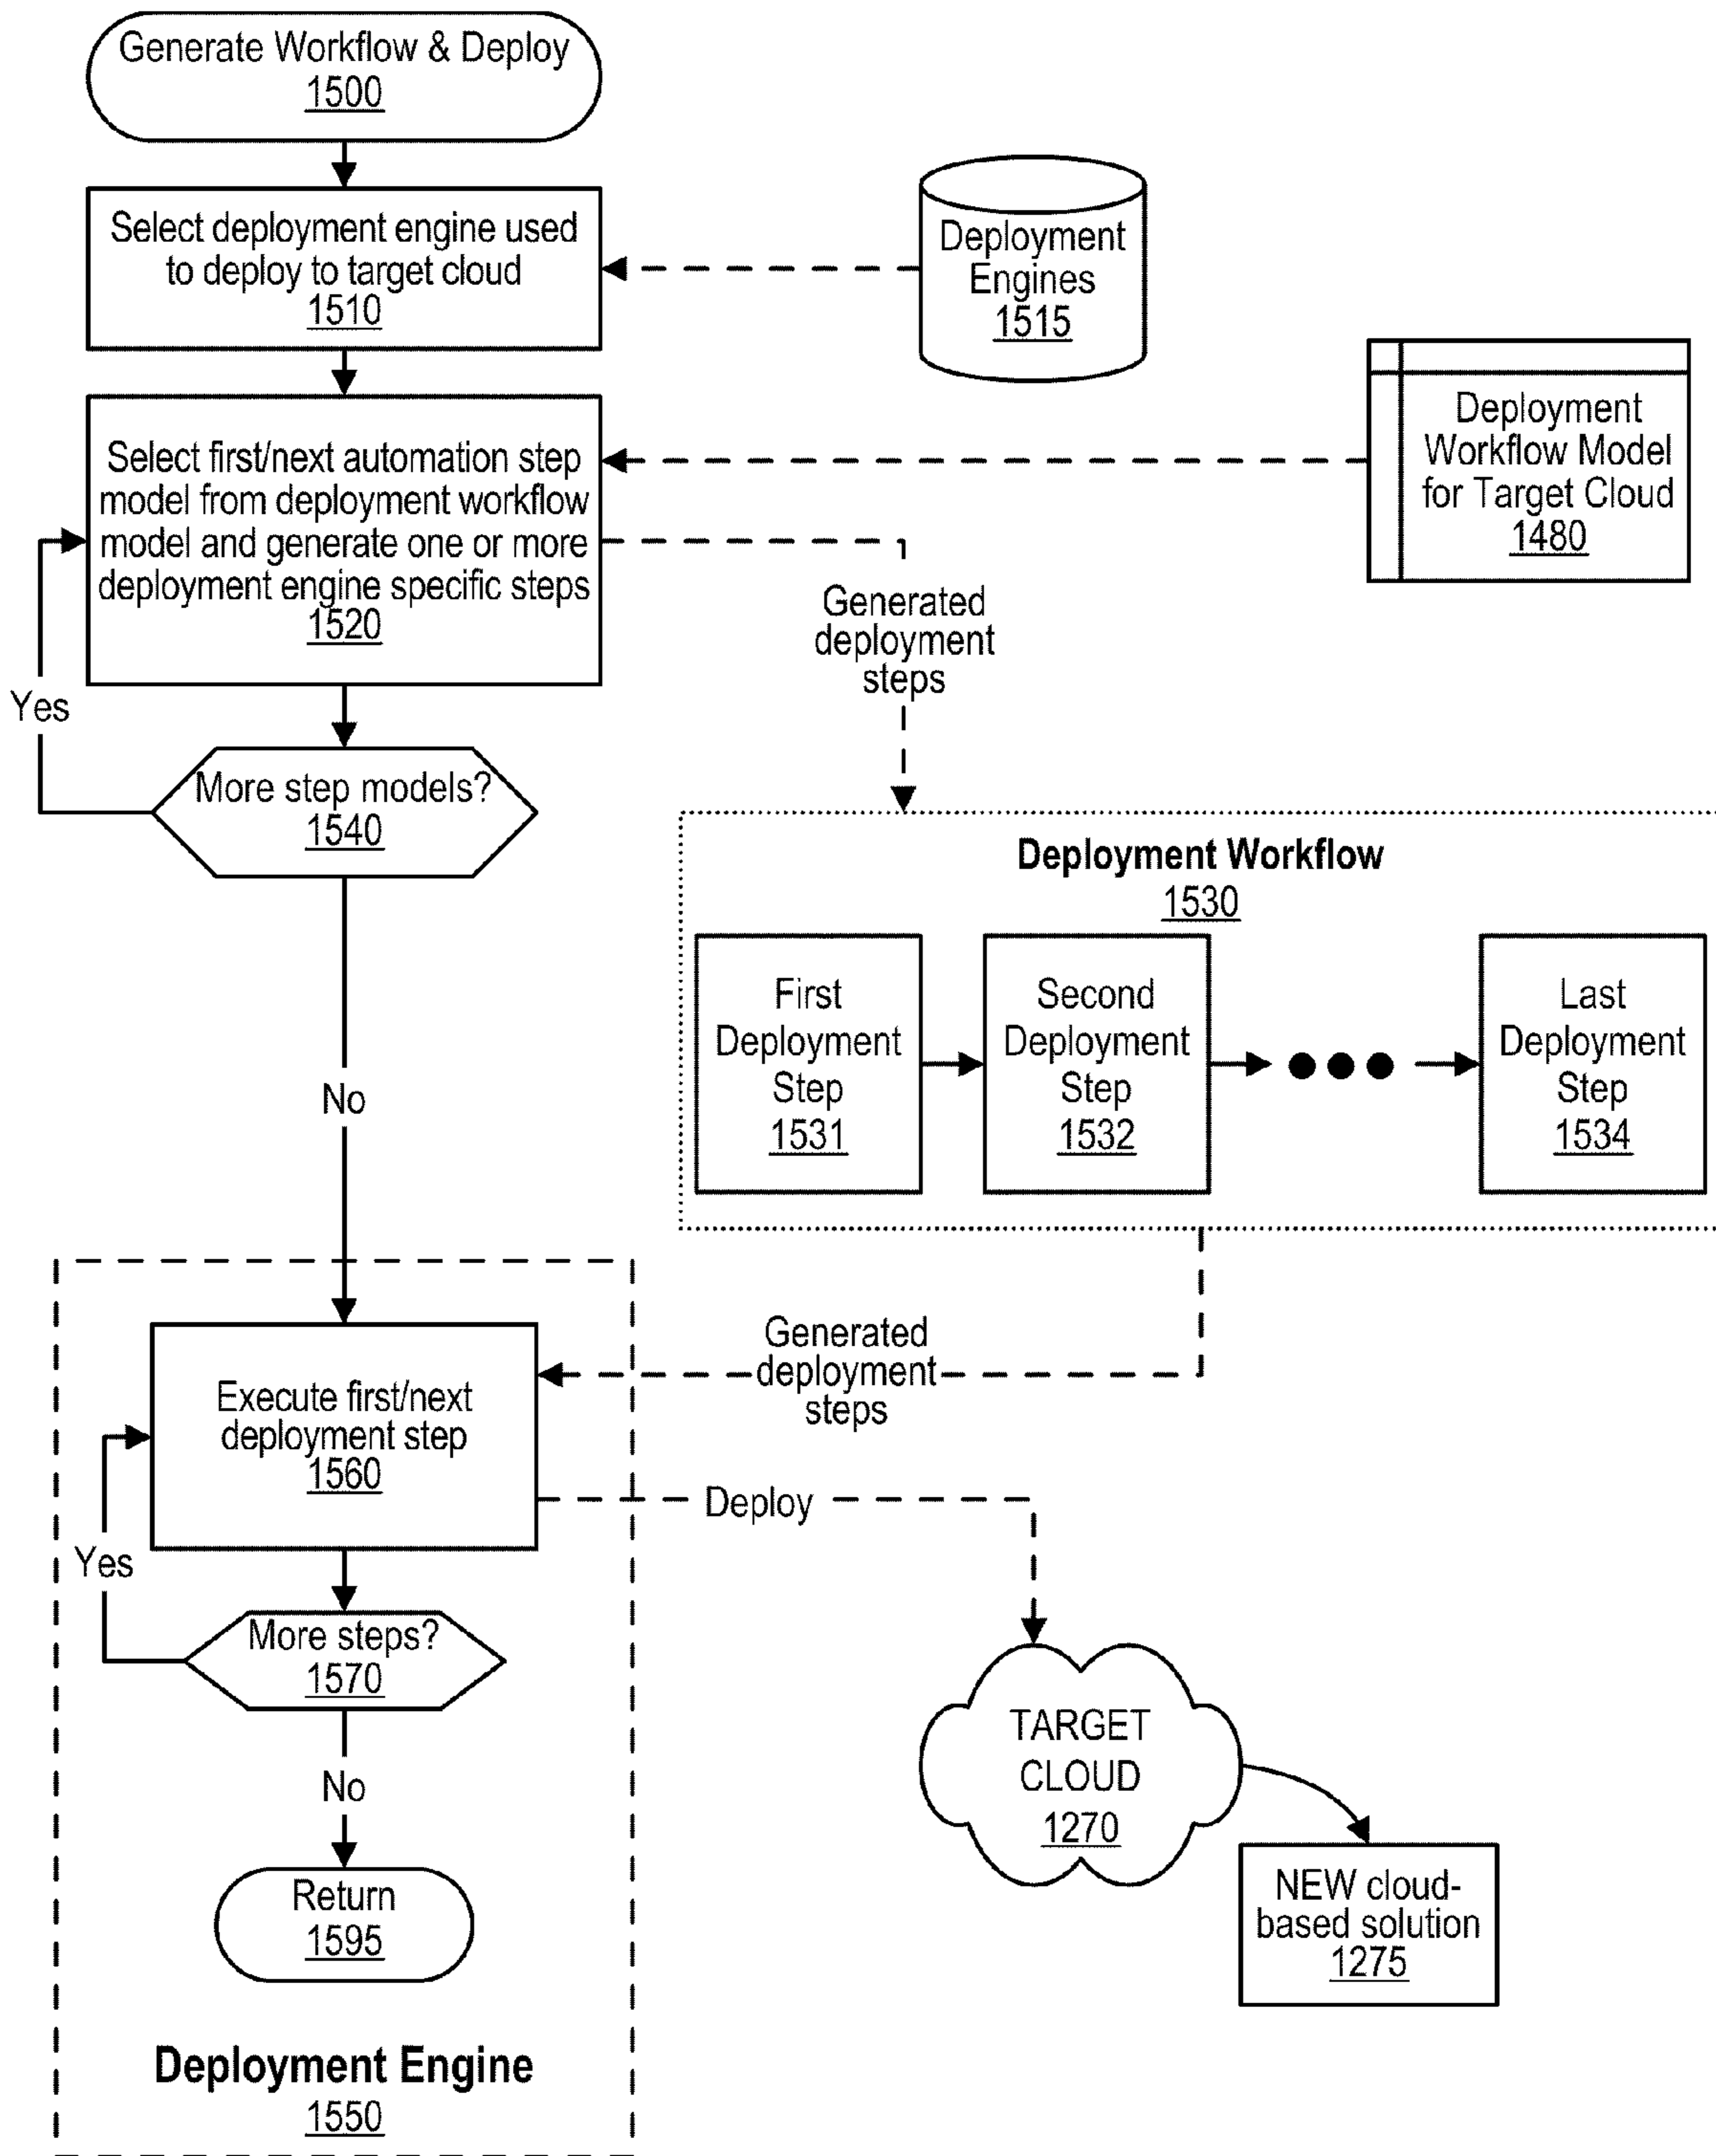 Generate Workflow & Deploy
1500
Select deployment engine used
to deploy to target cloud
1510
Deployment
Engines
1515
Deployment
Workflow Model
for Target Cloud
1480
Select first/next automation step
model from deployment workflow
model and generate one or more
deployment engine specific steps
1520
Generated
deployment
steps
Yes
More step models?
1540
Deployment Workflow
1530
First
Deployment
Step
1531
Second
Deployment
Step
1532
Last
Deployment
Step
1534
No
Generated
deployment
steps
Execute first/next
deployment step
1560
Deploy
Yes
More steps?
1570
TARGET
CLOUD
1270
No
Return
1595
NEW cloud-
based solution
1275
Deployment Engine
1550